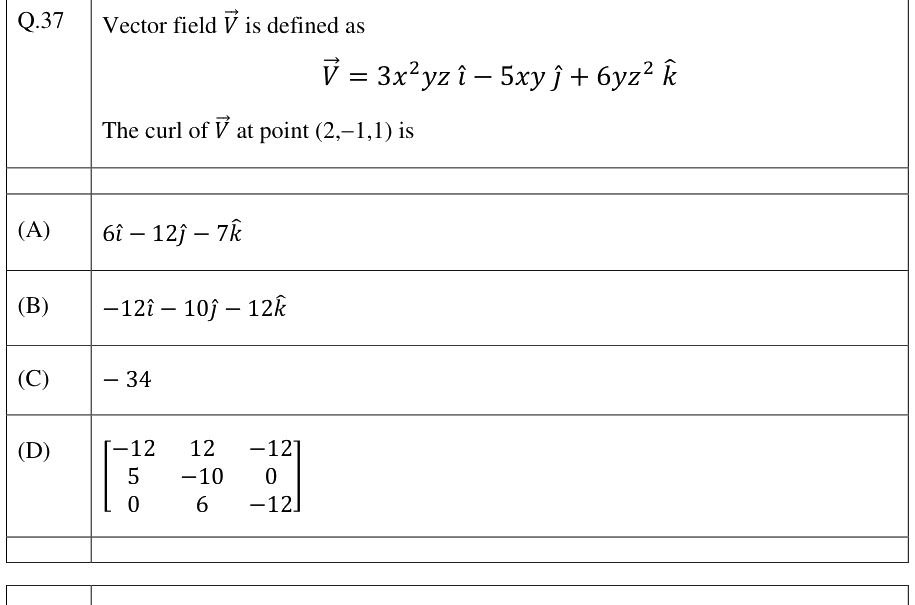 Q.37 Vector field V⃗ is defined as
V⃗ = 3x²yz î − 5xy ĵ + 6yz² k̂
The curl of V⃗ at point (2,–1,1) is
(A) 6î − 12ĵ − 7k̂
(B) −12î − 10ĵ − 12k̂
(C) − 34
(D) [−12 12 −12
5 −10 0
0 6 −12]